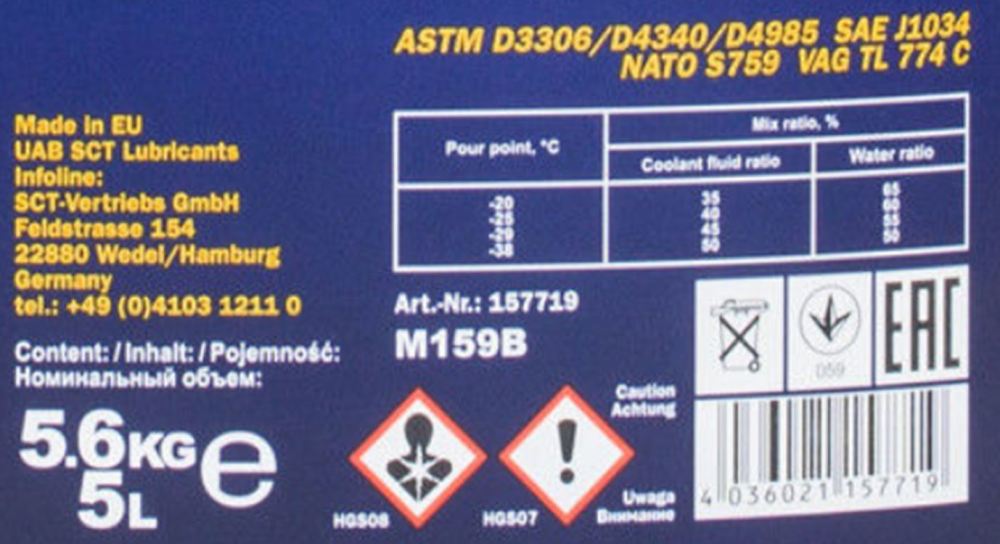 ASTM D3306/D4340/D4985 SAE J1034
NATO S759 VAG TL 774 C
Made in EU
UAB SCT Lubricants
Infoline:
SCT-Vertriebs GmbH
Feldstrasse 154
22880 Wedel/Hamburg
Germany
tel.: +49 (0)4103 1211 0
Content: / Inhalt: / Pojemność:
Номинальный объем:
5.6KG e
5L
Pour point, °C
Mix ratio, %
Coolant fluid ratio Water ratio
-20 35 65
-25 40 60
-29 45 55
-38 50 50
Art.-Nr.: 157719
M159B
059
EAC
Caution
Achtung
Uwaga
Внимание
HGS08 HGS07
4 036021 157719